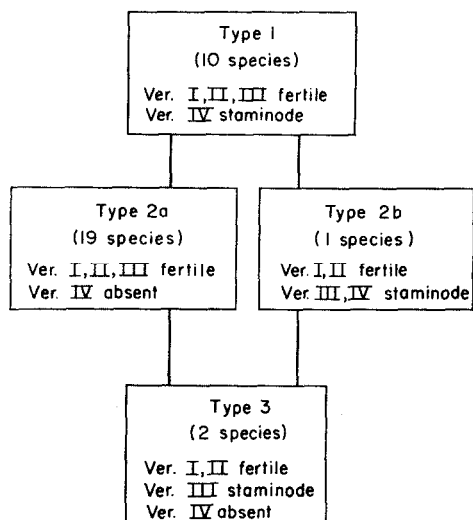 Type 1
(10 species)
Ver. I, II, III fertile
Ver. IV staminode
Type 2a
(19 species)
Ver. I, II, III fertile
Ver. IV absent
Type 2b
(1 species)
Ver. I, II fertile
Ver. III, IV staminode
Type 3
(2 species)
Ver. I, II fertile
Ver. III staminode
Ver. IV absent